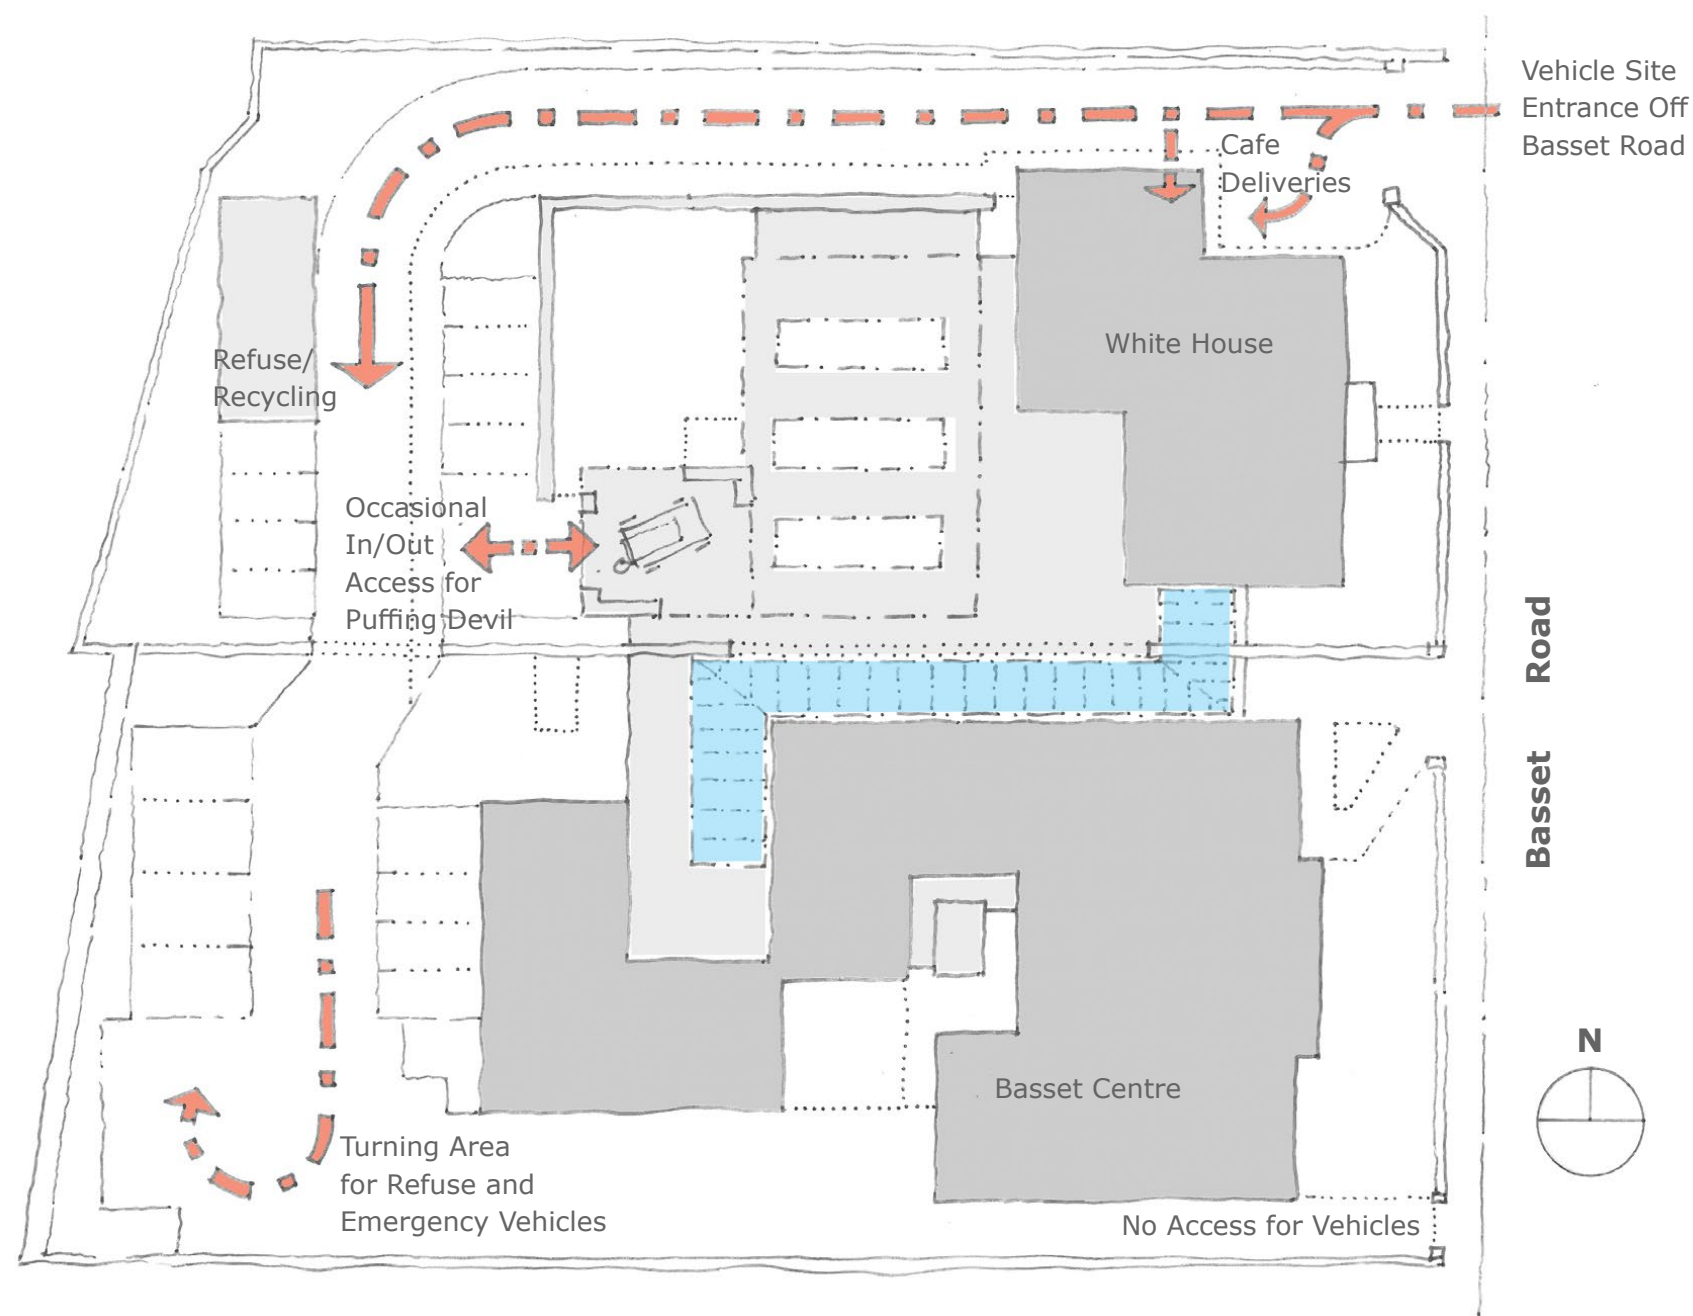 Vehicle Site
Entrance Off
Basset Road
Cafe
Deliveries
White House
Refuse/
Recycling
Occasional
In/Out
Access for
Puffing Devil
Basset Road
N
Basset Centre
Turning Area
for Refuse and
Emergency Vehicles
No Access for Vehicles